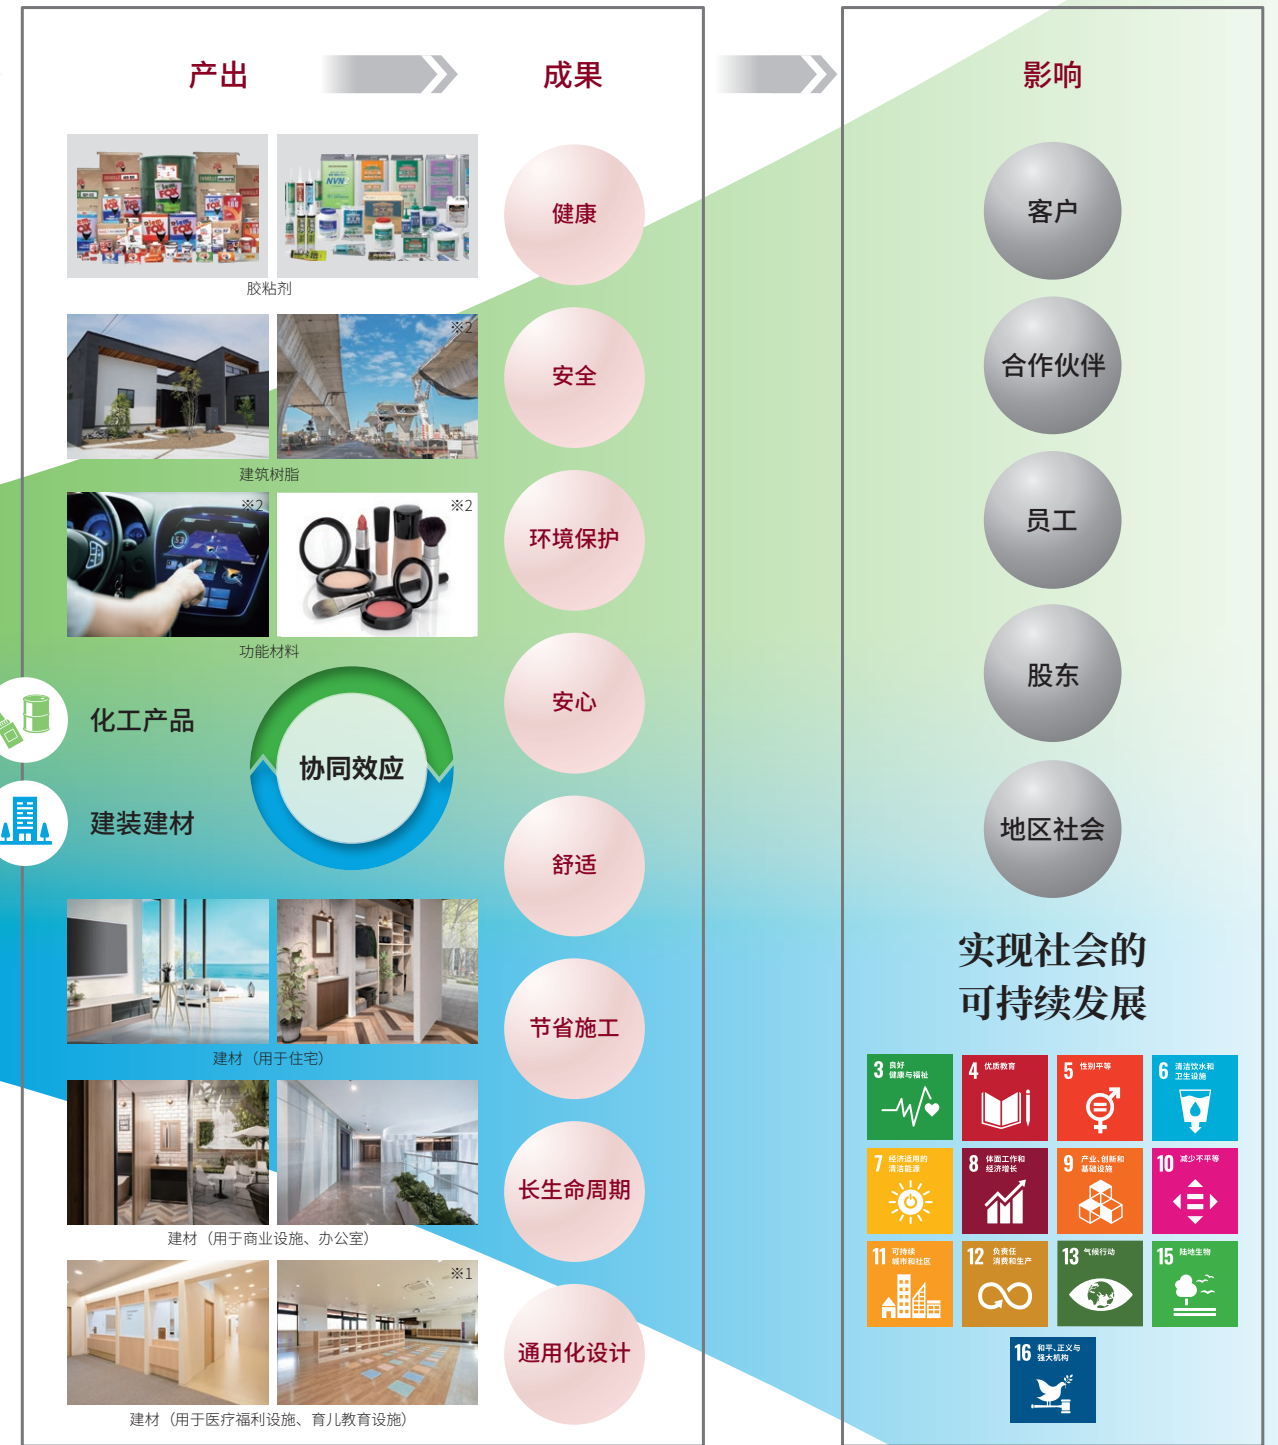 产出
成果
影响
胶粘剂
※2
建筑树脂
※2
※2
功能材料
化工产品
建装建材
协同效应
建材（用于住宅）
建材（用于商业设施、办公室）
※1
建材（用于医疗福利设施、育儿教育设施）
健康
安全
环境保护
安心
舒适
节省施工
长生命周期
通用化设计
客户
合作伙伴
员工
股东
地区社会
实现社会的
可持续发展
3 良好
健康与福祉
4 优质教育
5 性别平等
6 清洁饮水和
卫生设施
7 经济适用的
清洁能源
8 体面工作和
经济增长
9 产业、创新和
基础设施
10 减少不平等
11 可持续
城市和社区
12 负责任
消费和生产
13 气候行动
15 陆地生物
16 和平、正义与
强大机构